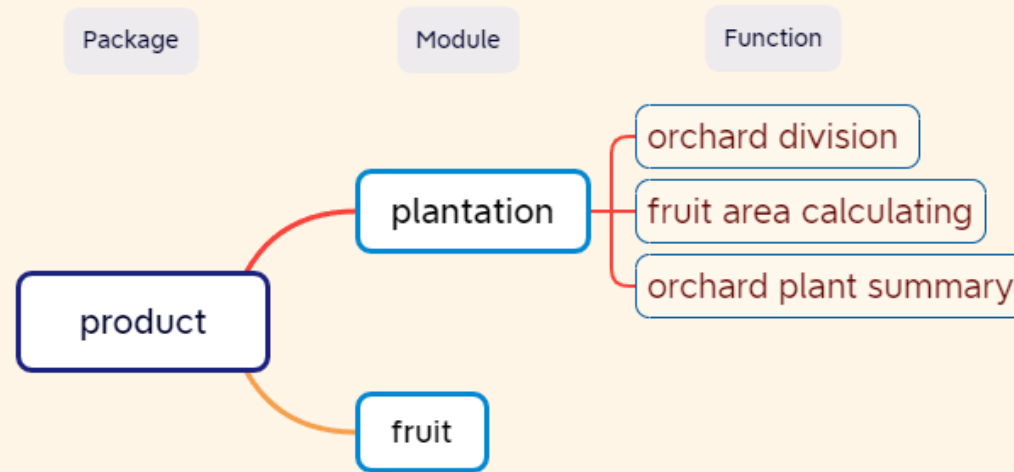 Package
Module
Function
orchard division
plantation
fruit area calculating
orchard plant summary
product
fruit